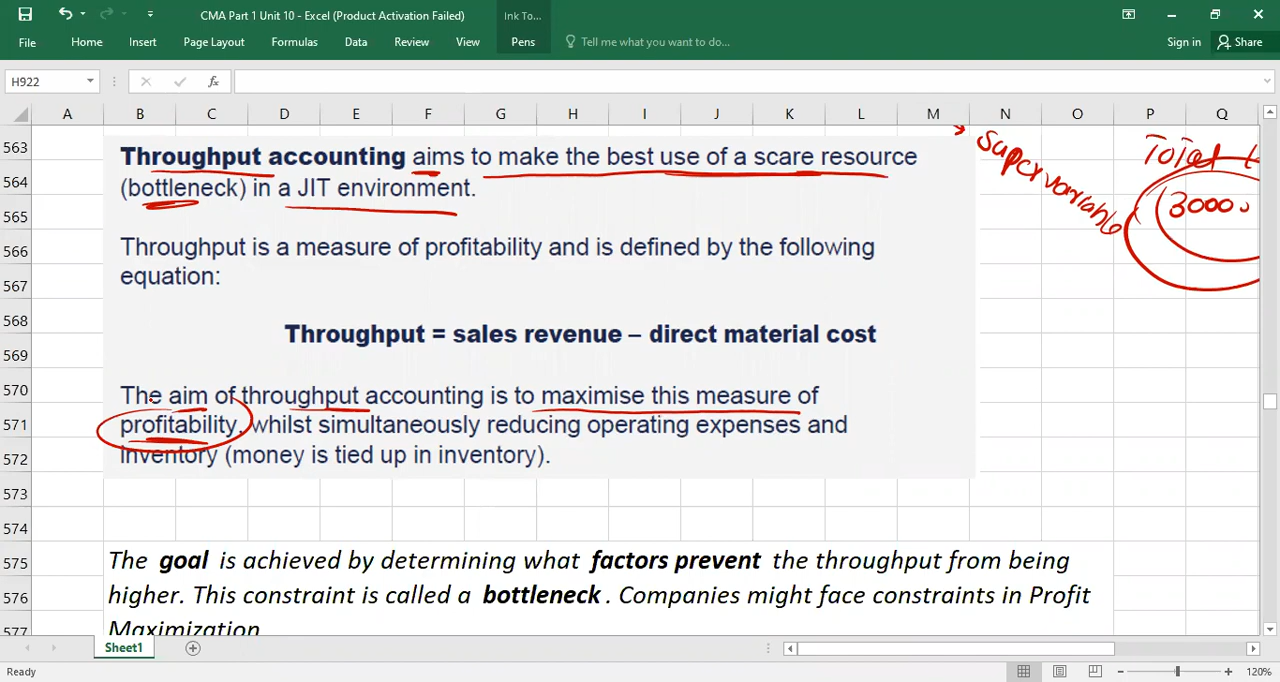 CMA Part 1 Unit 10 - Excel (Product Activation Failed)
Ink To...
File
Home
Insert
Page Layout
Formulas
Data
Review
View
Pens
Tell me what you want to do...
Sign in
Share
H922
fx
A B C D E F G H I J K L M N O P Q
563
564
565
566
567
568
569
570
571
572
573
574
575
576
577
Throughput accounting aims to make the best use of a scare resource
(bottleneck) in a JIT environment.
Throughput is a measure of profitability and is defined by the following
equation:
Throughput = sales revenue – direct material cost
The aim of throughput accounting is to maximise this measure of
profitability, whilst simultaneously reducing operating expenses and
inventory (money is tied up in inventory).
Super variable
Total
3000
The goal is achieved by determining what factors prevent the throughput from being
higher. This constraint is called a bottleneck. Companies might face constraints in Profit
Maximization
Sheet1
Ready
120%